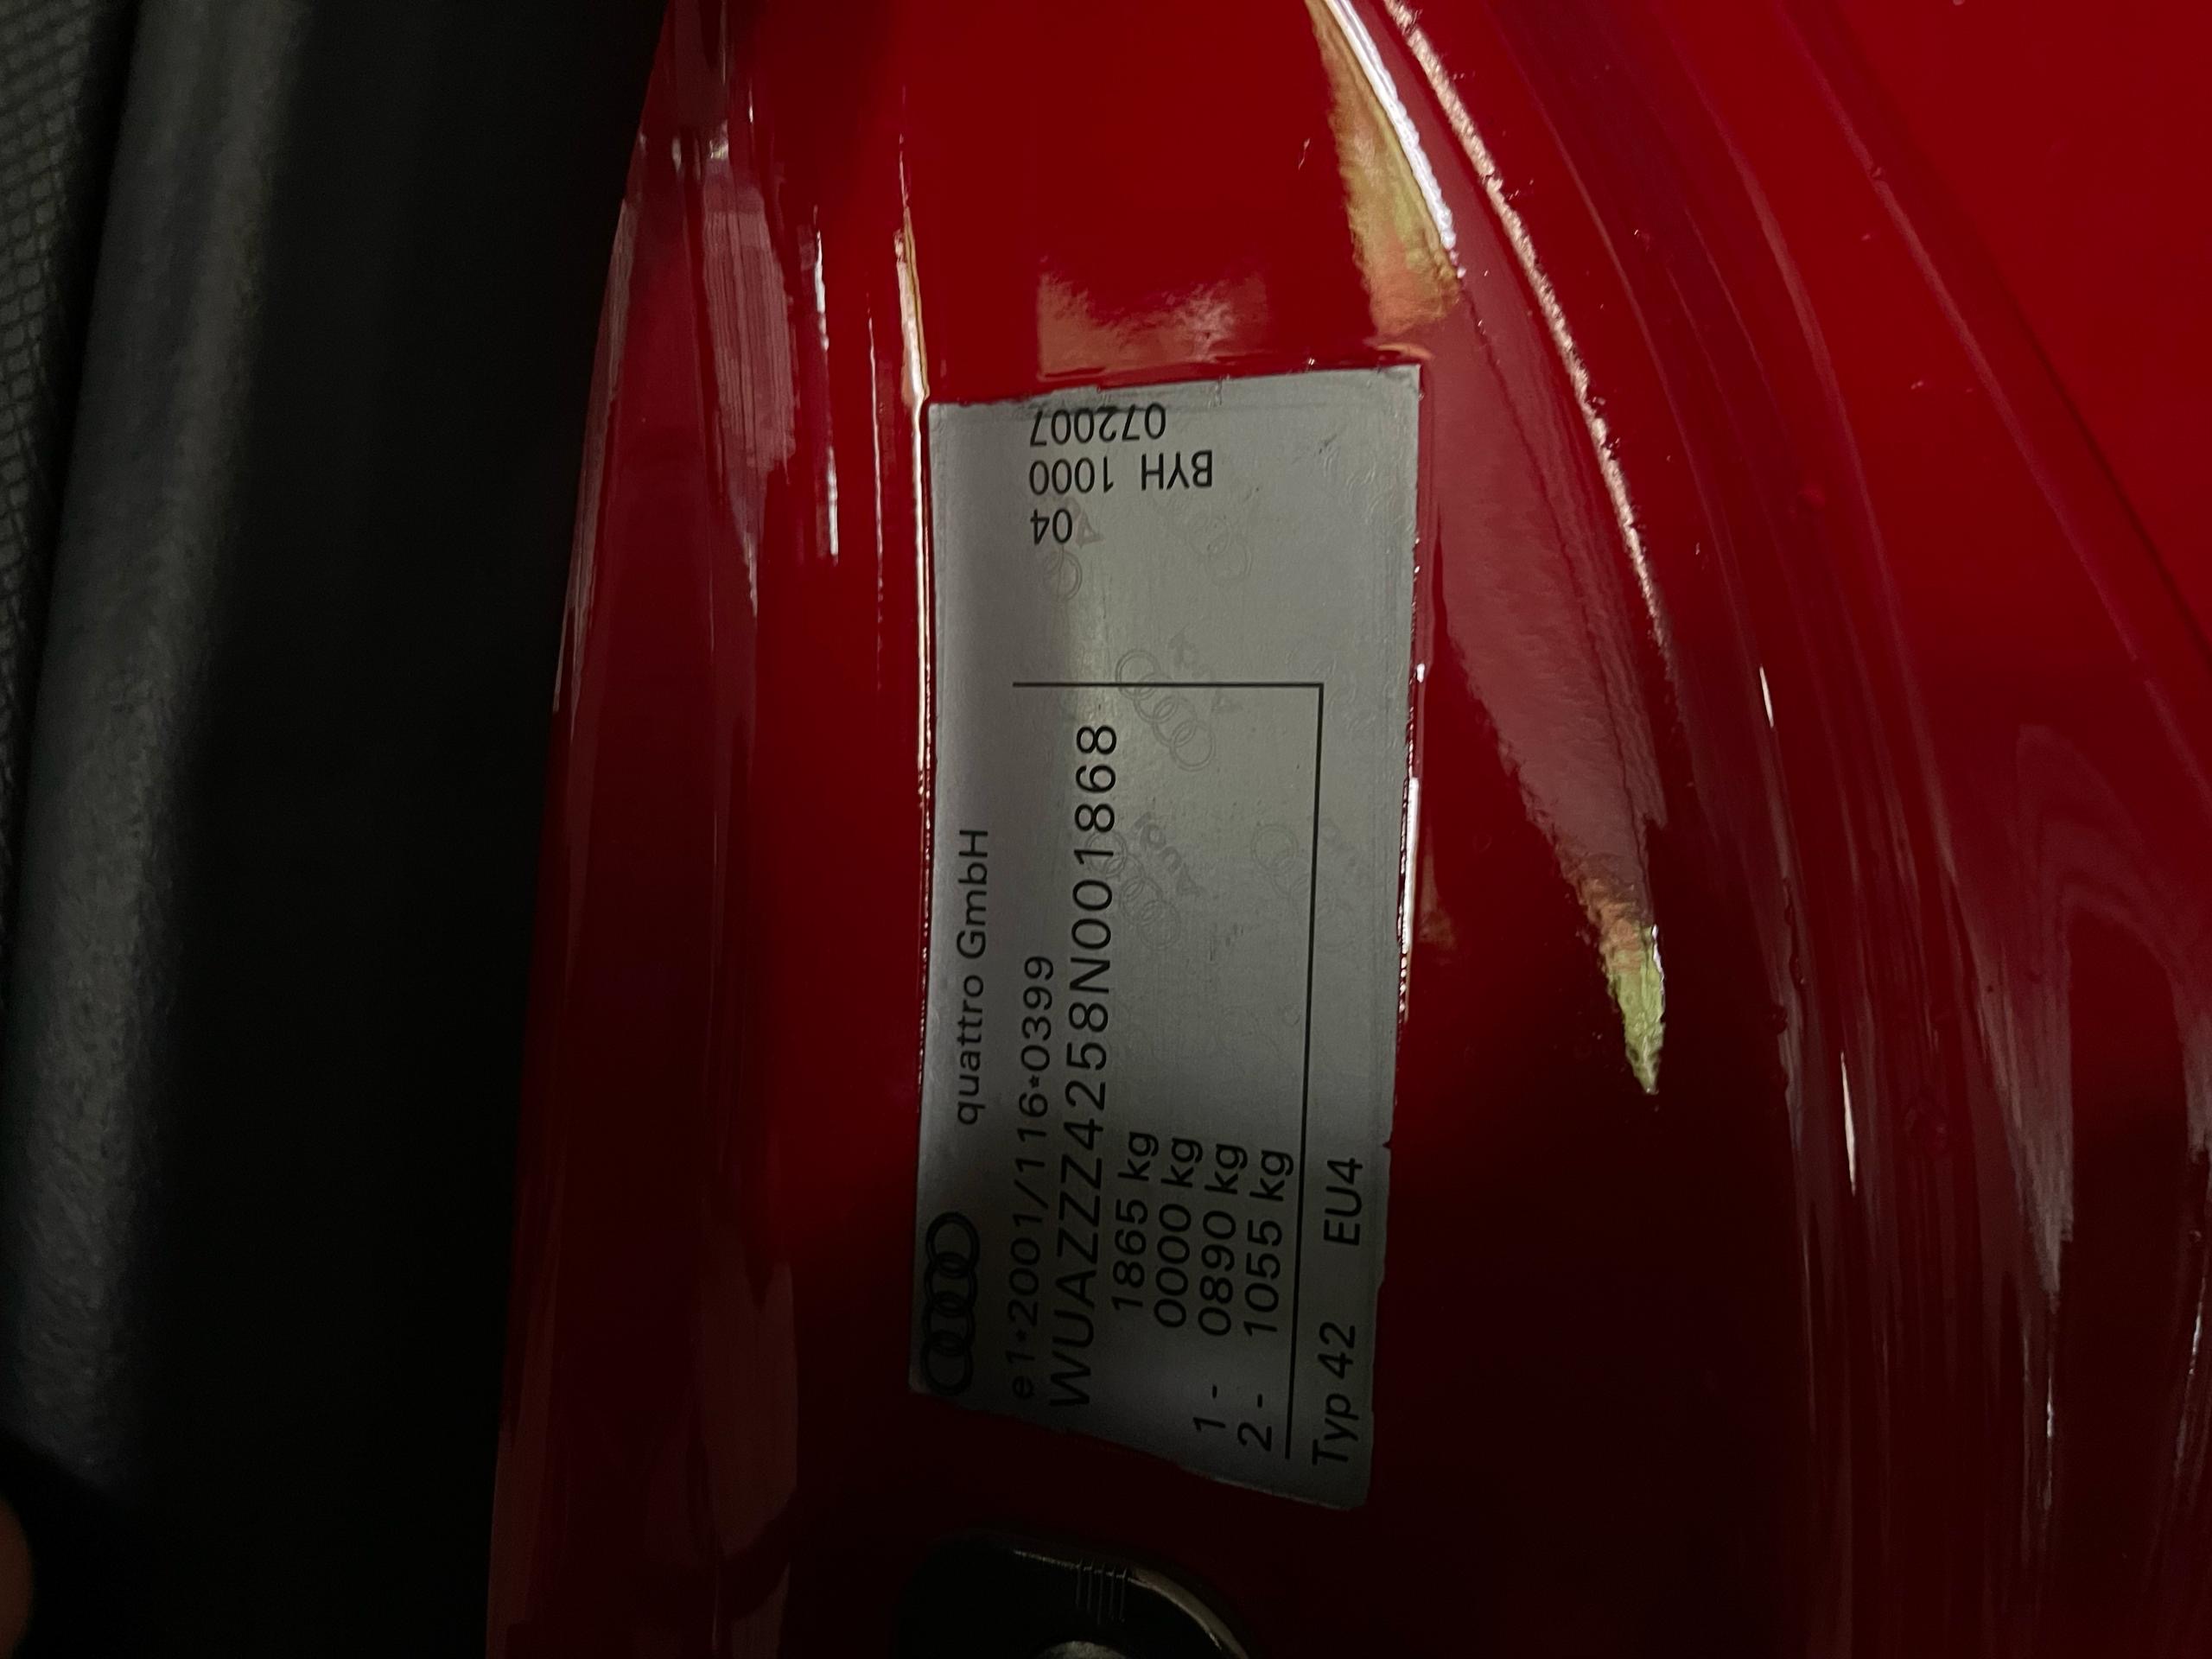 quattro GmbH
e1*2001/116*0399
WUAZZZ4258N001868
1865 kg
0000 kg
1- 0890 kg
2- 1055 kg
Typ 42 EU4
072007
BYH 1000
04